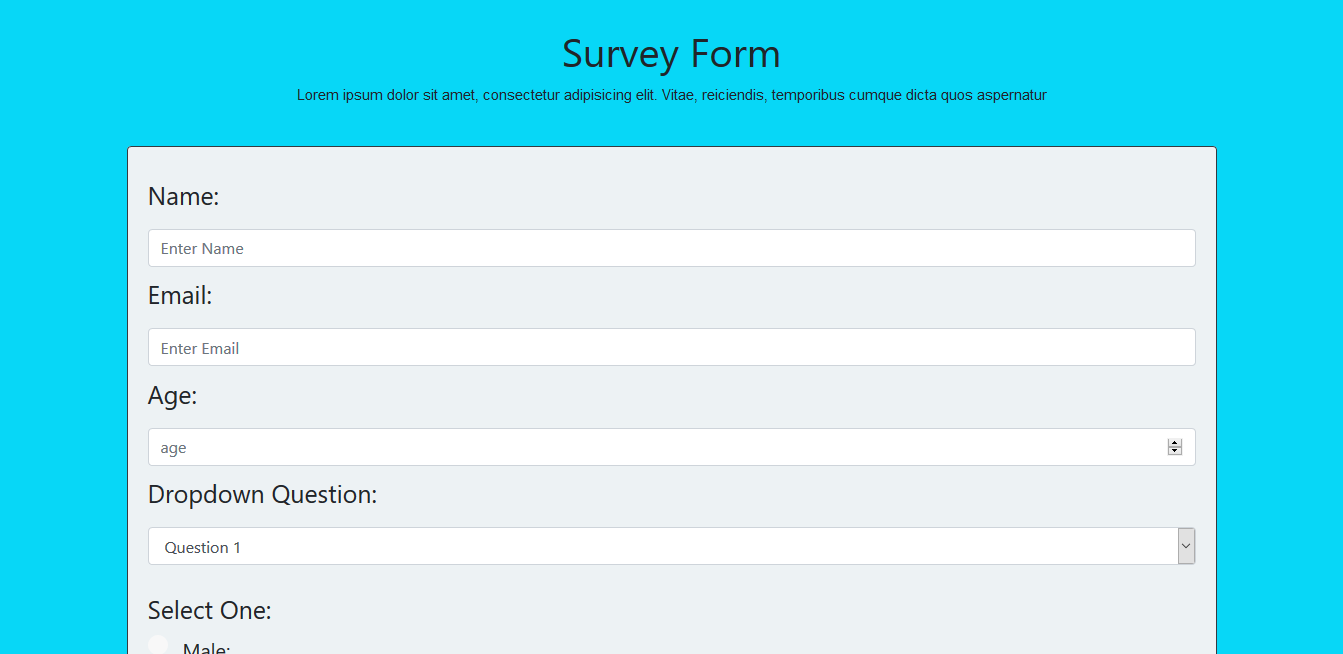 Survey Form
Lorem ipsum dolor sit amet, consectetur adipisicing elit. Vitae, reiciendis, temporibus cumque dicta quos aspernatur
Name:
Enter Name
Email:
Enter Email
Age:
age
Dropdown Question:
Question 1
Select One:
Male: